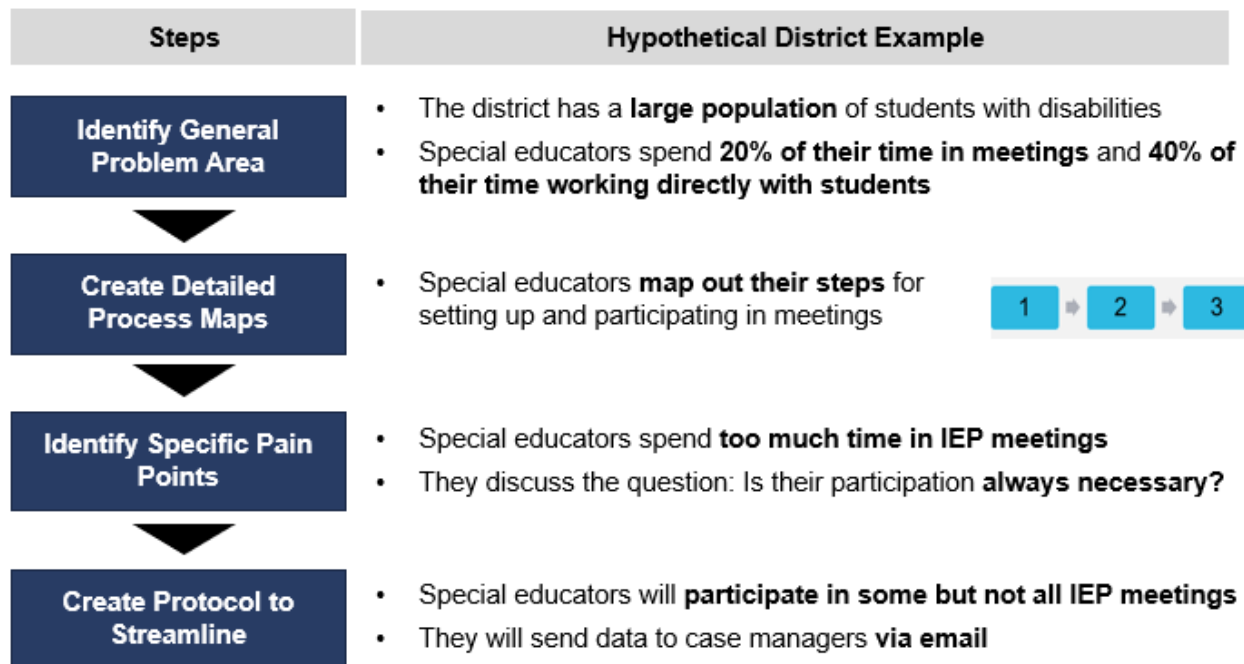 Steps
Hypothetical District Example
Identify General
Problem Area
• The district has a large population of students with disabilities
• Special educators spend 20% of their time in meetings and 40% of
their time working directly with students
Create Detailed
Process Maps
• Special educators map out their steps for
setting up and participating in meetings
1 2 3
Identify Specific Pain
Points
• Special educators spend too much time in IEP meetings
• They discuss the question: Is their participation always necessary?
Create Protocol to
Streamline
• Special educators will participate in some but not all IEP meetings
• They will send data to case managers via email